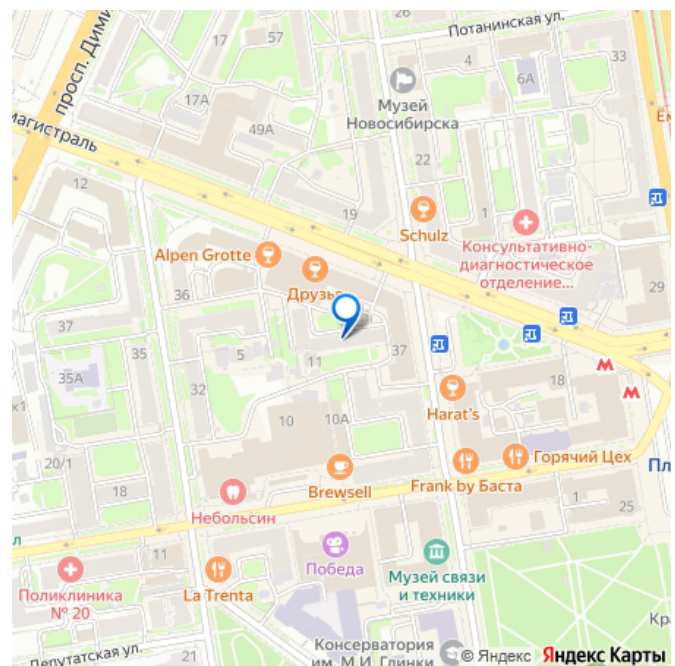 Потанинская ул.
17
57
33
4
6А
просп. Дими
17А
Музей
Новосибирска
магистраль
49А
22
12
19
1
Schulz
Консультативно-
диагностическое
отделение...
Alpen Grotte
Друзья
29
36
37
35
5
11
37
35А
32
18
Harat's
10
10А
Горячий Цех
20/1
18
Brewsell
Frank by Баста
Пл
Небольсин
1
25
11
Победа
Музей связи
и техники
Поликлиника
№ 20
La Trenta
Депутатская ул.
21
Консерватория
им. М.И. Глинки
© Яндекс Яндекс Карты